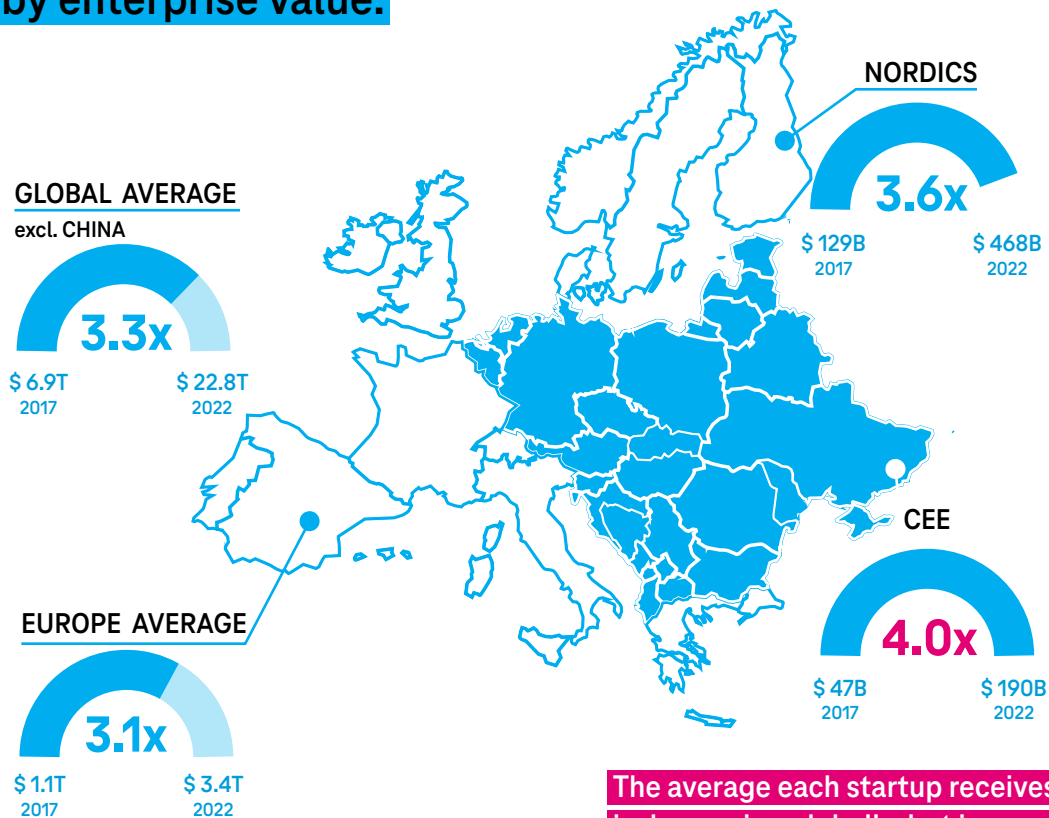 by enterprise value.
NORDICS
3.6x
$ 129B $ 468B
2017 2022
GLOBAL AVERAGE
excl. CHINA
3.3x
$ 6.9T $ 22.8T
2017 2022
CEE
4.0x
$ 47B $ 190B
2017 2022
EUROPE AVERAGE
3.1x
$ 1.1T $ 3.4T
2017 2022
The average each startup receives